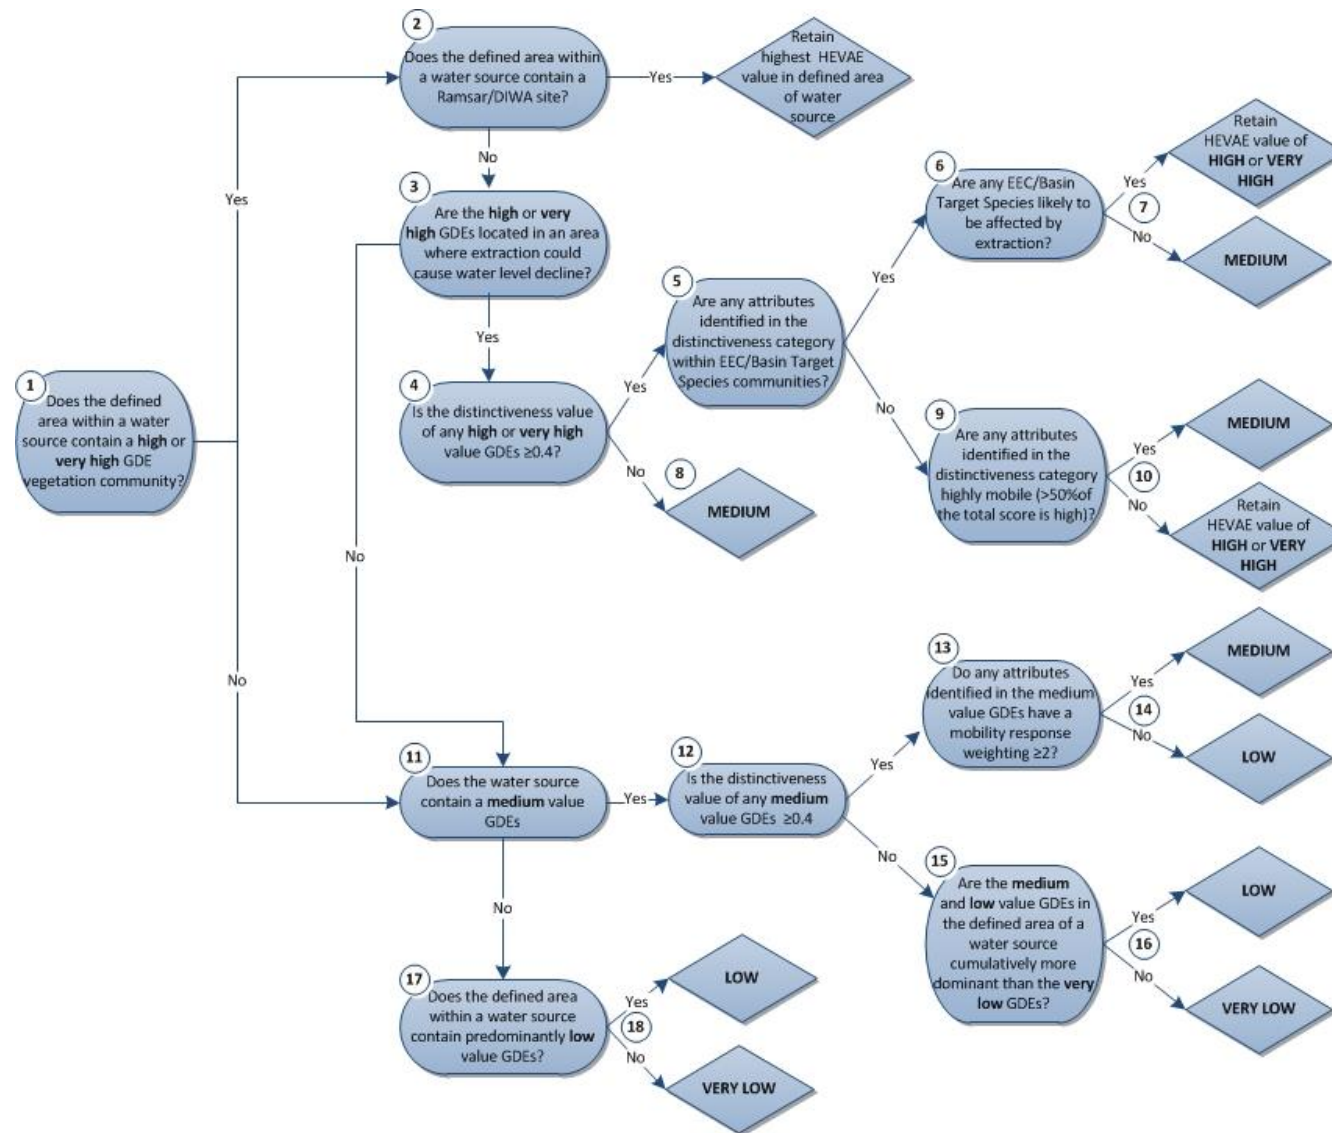 1
Does the defined
area within a water
source contain a high or
very high GDE
vegetation community?
Yes
No
2
Does the defined area within
a water source contain a
Ramsar/DIWA site?
Yes
Retain
highest HEVAE
value in defined area
of water
source
No
3
Are the high or very
high GDEs located in an area
where extraction could
cause water level decline?
Yes
No
4
Is the distinctiveness value
of any high or very high
value GDEs ≥0.4?
Yes
No
8
MEDIUM
5
Are any attributes
identified in the
distinctiveness category
within EEC/Basin Target
Species communities?
Yes
No
6
Are any EEC/Basin
Target Species likely to
be affected by
extraction?
Yes
7
No
Retain
HEVAE value of
HIGH or VERY
HIGH
MEDIUM
9
Are any attributes
identified in the
distinctiveness category
highly mobile (>50%of
the total score is high)?
Yes
10
No
MEDIUM
Retain
HEVAE value of
HIGH or VERY
HIGH
11
Does the water source
contain a medium value
GDEs
Yes
No
12
Is the distinctiveness
value of any medium
value GDEs ≥0.4
Yes
No
13
Do any attributes
identified in the medium
value GDEs have a
mobility response
weighting ≥2?
Yes
14
No
MEDIUM
LOW
15
Are the medium
and low value GDEs in
the defined area of a
water source
cumulatively more
dominant than the very
low GDEs?
Yes
16
No
LOW
VERY LOW
17
Does the defined area
within a water source
contain predominantly low
value GDEs?
Yes
18
No
LOW
VERY LOW